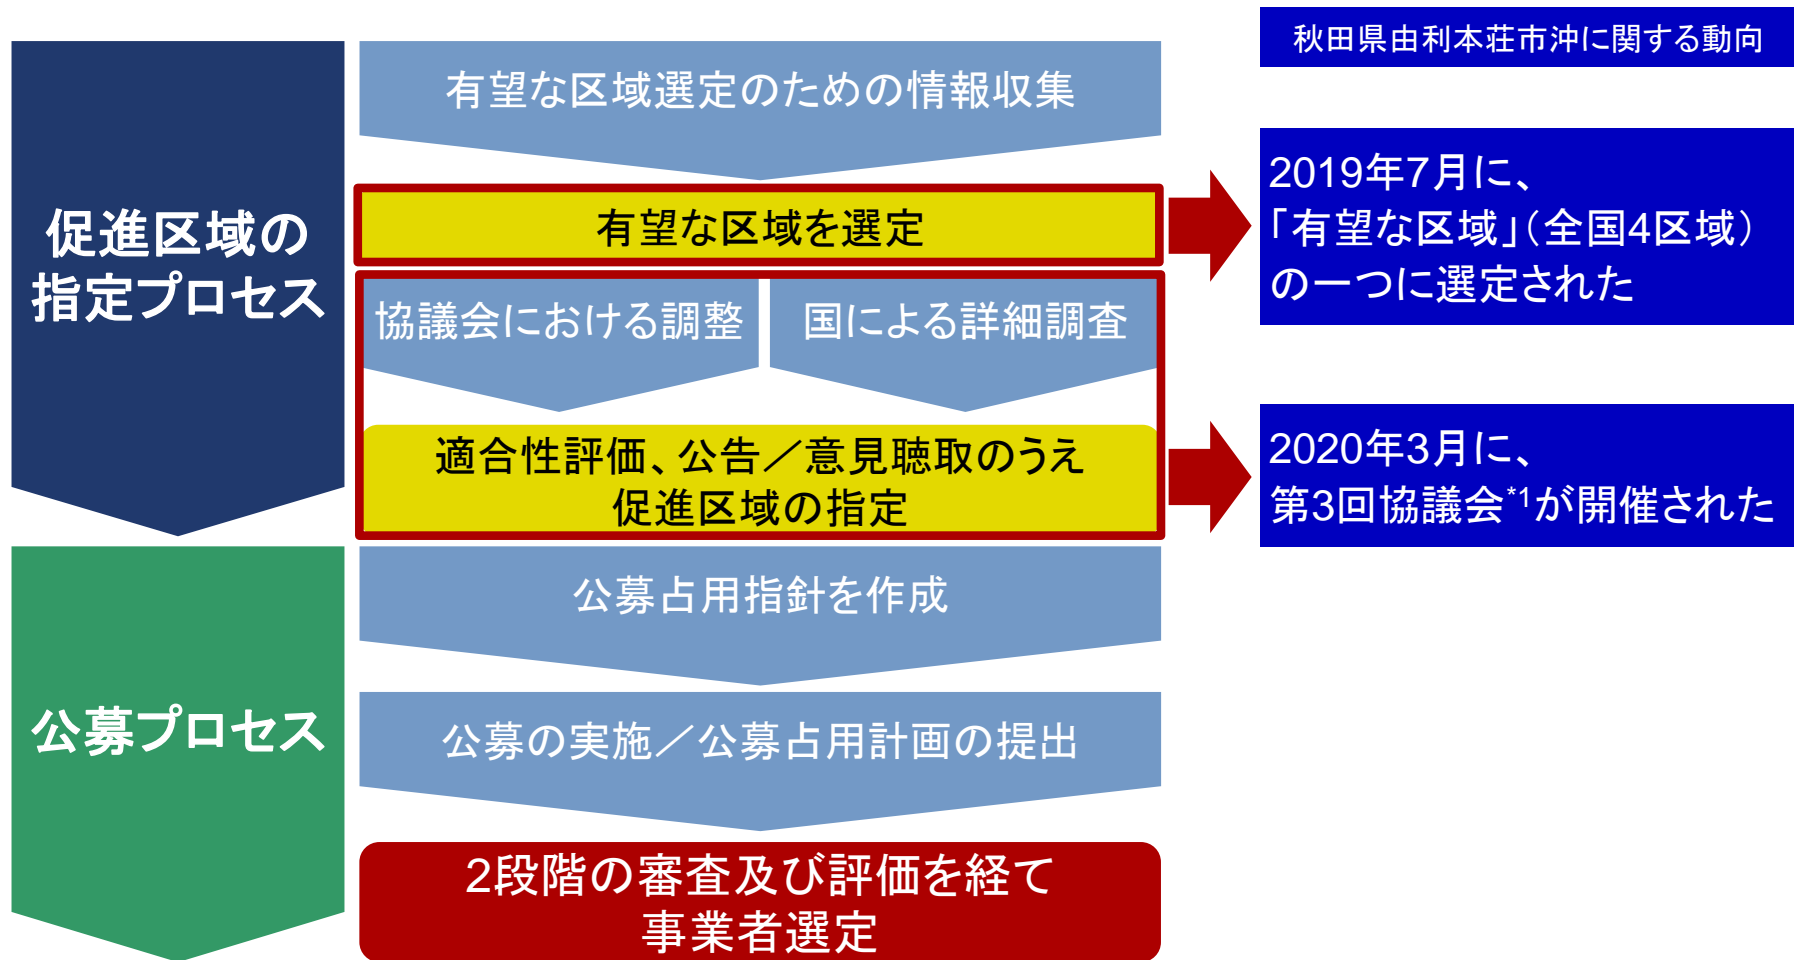 秋田県由利本荘市沖に関する動向
促進区域の
指定プロセス
有望な区域選定のための情報収集
有望な区域を選定
2019年7月に、
「有望な区域」（全国4区域）
の一つに選定された
協議会における調整
国による詳細調査
適合性評価、公告／意見聴取のうえ
促進区域の指定
2020年3月に、
第3回協議会*1が開催された
公募プロセス
公募占用指針を作成
公募の実施／公募占用計画の提出
2段階の審査及び評価を経て
事業者選定